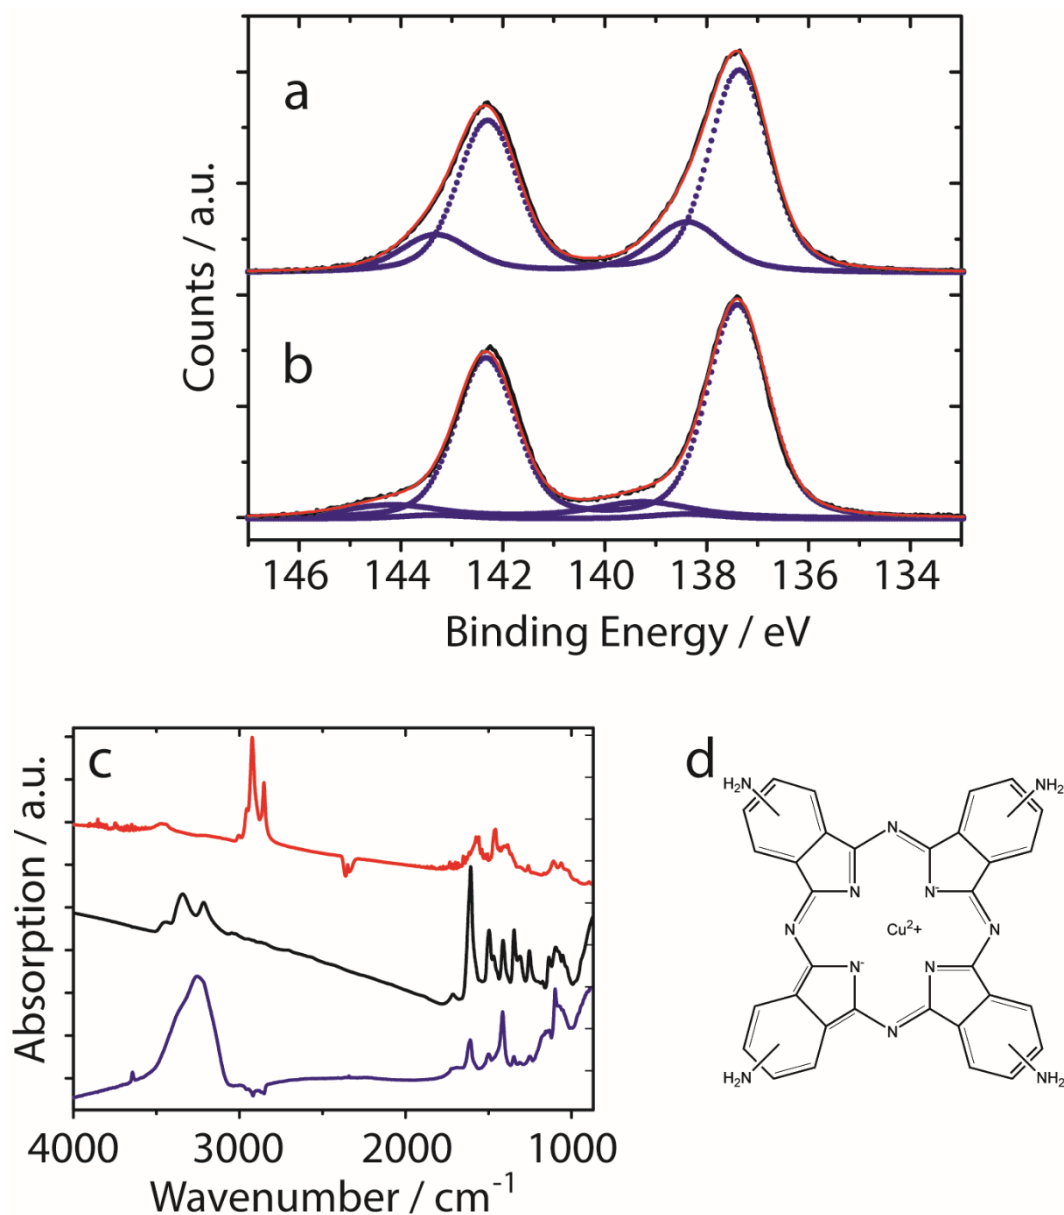 a
b
Counts / a.u.
146 144 142 140 138 136 134
Binding Energy / eV
c
Absorption / a.u.
4000 3000 2000 1000
Wavenumber / cm-1
d
H2N NH2
N
N N-
N Cu2+ N
N- N
N
H2N NH2